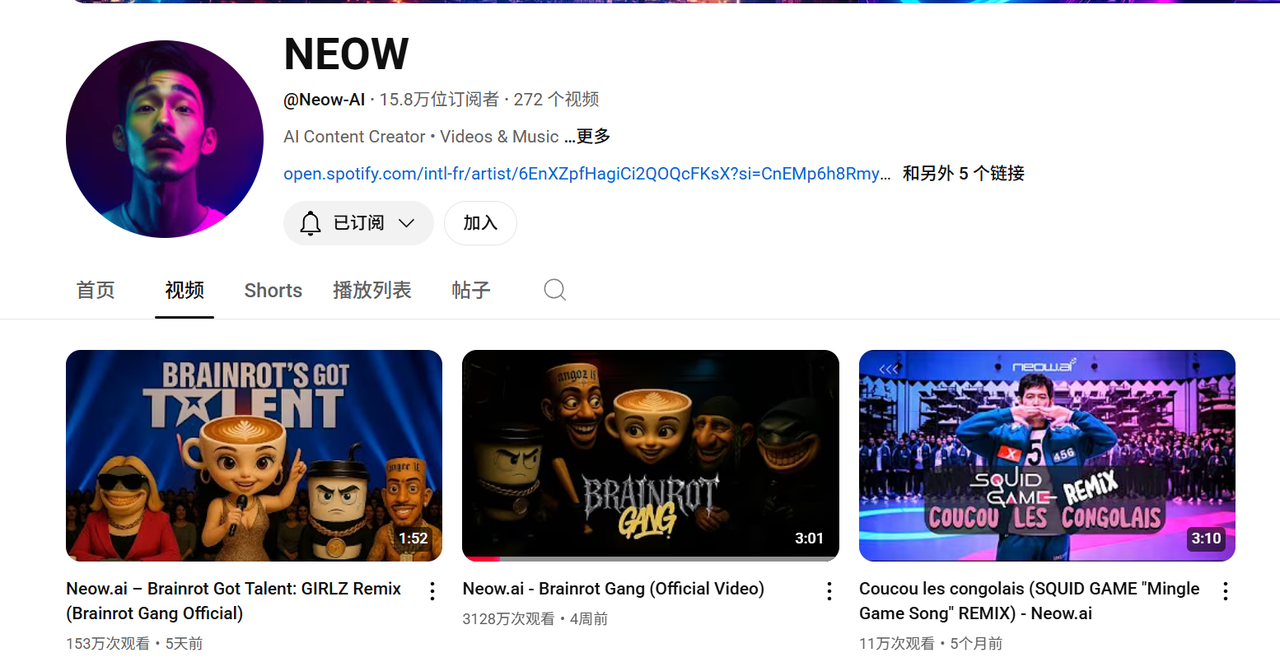 NEOW
@Neow-AI · 15.8万位订阅者 · 272 个视频
AI Content Creator • Videos & Music ...更多
open.spotify.com/intl-fr/artist/6EnXZpfHagiCi2QOQcFKsX?si=CnEMp6h8Rmy... 和另外 5 个链接
已订阅 加入
首页 视频 Shorts 播放列表 帖子
BRAINROT'S GOT
TALENT
1:52
angoz it
BRAINROT
GANG
3:01
neow.ai
5
456
SQUID
GAME
REMIX
COUCOU LES CONGOLAIS
3:10
Neow.ai – Brainrot Got Talent: GIRLZ Remix
(Brainrot Gang Official)
153万次观看 • 5天前
Neow.ai - Brainrot Gang (Official Video)
3128万次观看 • 4周前
Coucou les congolais (SQUID GAME "Mingle
Game Song" REMIX) - Neow.ai
11万次观看 • 5个月前